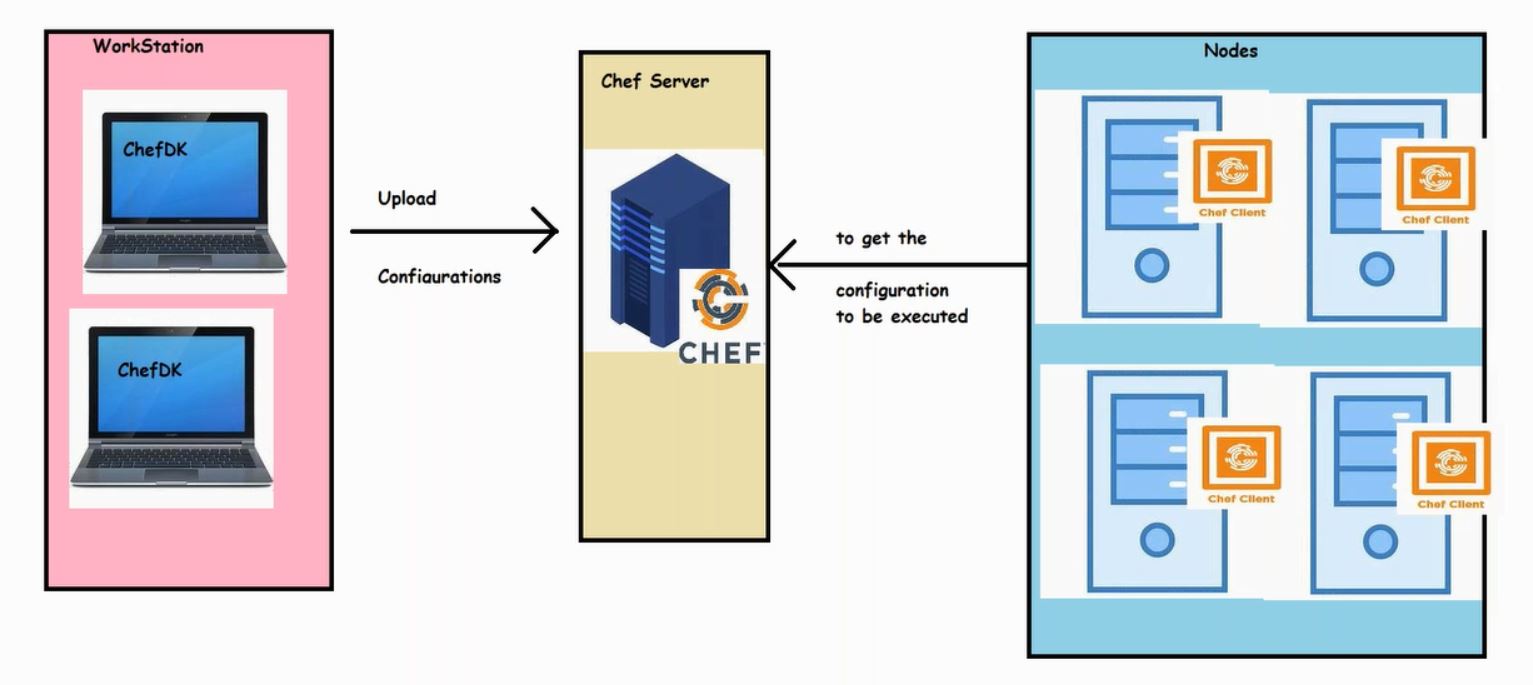 WorkStation
ChefDK
ChefDK
Upload
Confiaurations
Chef Server
CHEF
to get the
configuration
to be executed
Nodes
Chef Client
Chef Client
Chef Client
Chef Client